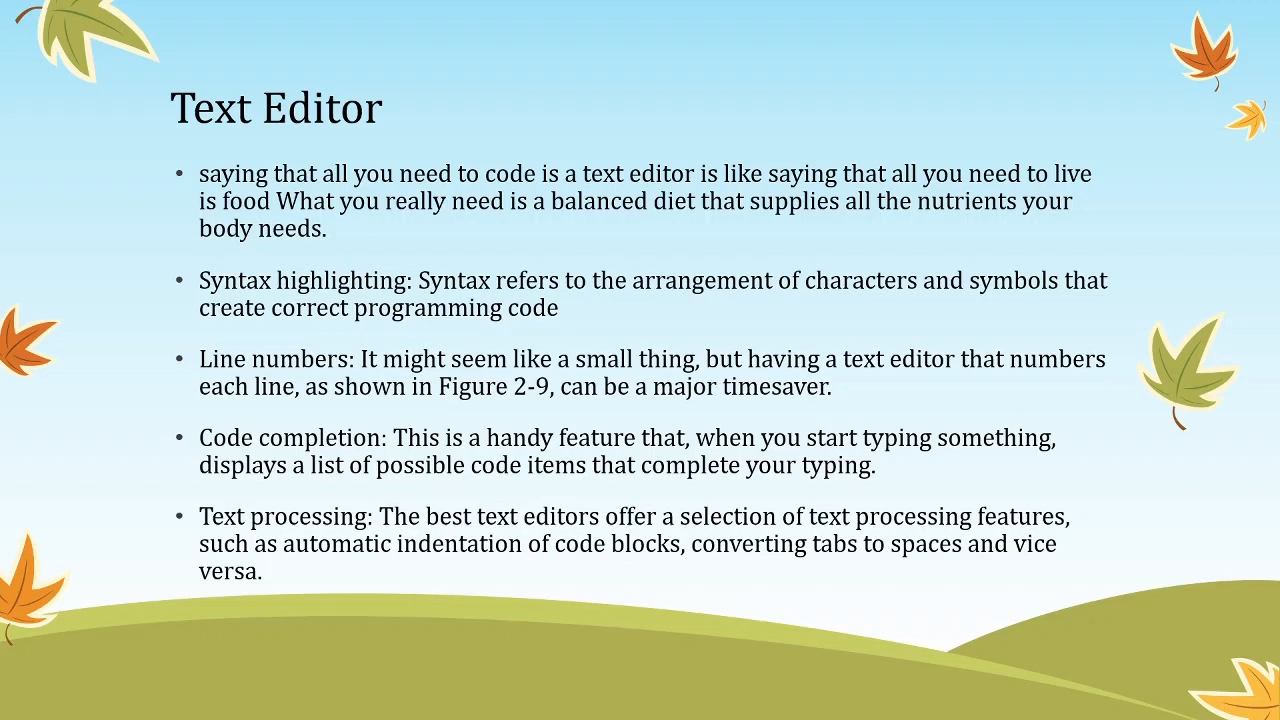 Text Editor
• saying that all you need to code is a text editor is like saying that all you need to live
is food What you really need is a balanced diet that supplies all the nutrients your
body needs.
• Syntax highlighting: Syntax refers to the arrangement of characters and symbols that
create correct programming code
• Line numbers: It might seem like a small thing, but having a text editor that numbers
each line, as shown in Figure 2-9, can be a major timesaver.
• Code completion: This is a handy feature that, when you start typing something,
displays a list of possible code items that complete your typing.
• Text processing: The best text editors offer a selection of text processing features,
such as automatic indentation of code blocks, converting tabs to spaces and vice
versa.